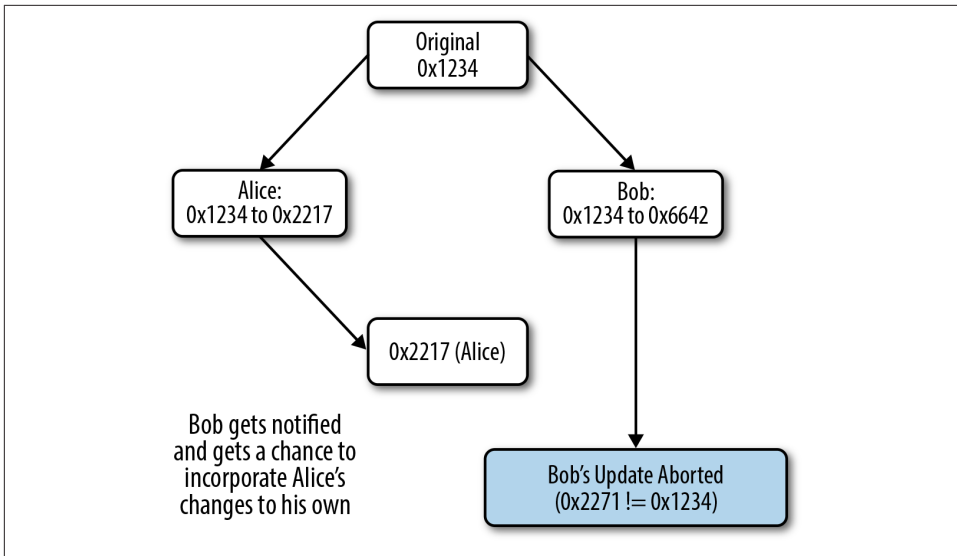 Original
0x1234
Alice:
0x1234 to 0x2217
Bob:
0x1234 to 0x6642
0x2217 (Alice)
Bob gets notified
and gets a chance to
incorporate Alice's
changes to his own
Bob's Update Aborted
(0x2271 != 0x1234)